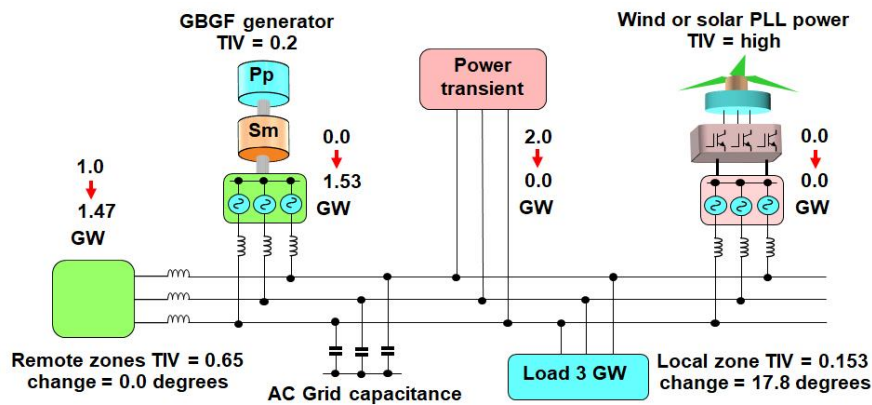 GBGF generator
TIV = 0.2
Wind or solar PLL power
TIV = high
Pp
Power
transient
Sm
0.0
1.53
GW
2.0
0.0
GW
0.0
0.0
GW
1.0
1.47
GW
Remote zones TIV = 0.65
change = 0.0 degrees
AC Grid capacitance
Load 3 GW
Local zone TIV = 0.153
change = 17.8 degrees